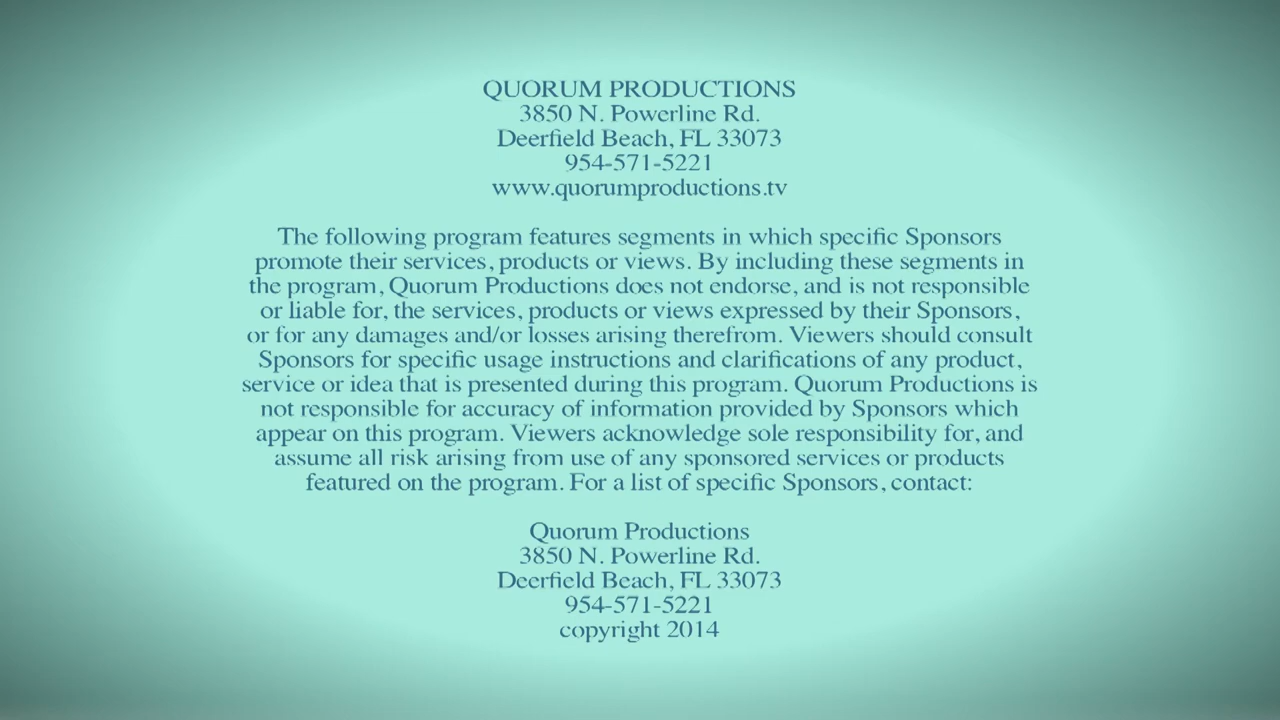 QUORUM PRODUCTIONS
3850 N. Powerline Rd.
Deerfield Beach, FL 33073
954-571-5221
www.quorumproductions.tv
The following program features segments in which specific Sponsors
promote their services, products or views. By including these segments in
the program, Quorum Productions does not endorse, and is not responsible
or liable for, the services, products or views expressed by their Sponsors,
or for any damages and/or losses arising therefrom. Viewers should consult
Sponsors for specific usage instructions and clarifications of any product,
service or idea that is presented during this program. Quorum Productions is
not responsible for accuracy of information provided by Sponsors which
appear on this program. Viewers acknowledge sole responsibility for, and
assume all risk arising from use of any sponsored services or products
featured on the program. For a list of specific Sponsors, contact:
Quorum Productions
3850 N. Powerline Rd.
Deerfield Beach, FL 33073
954-571-5221
copyright 2014